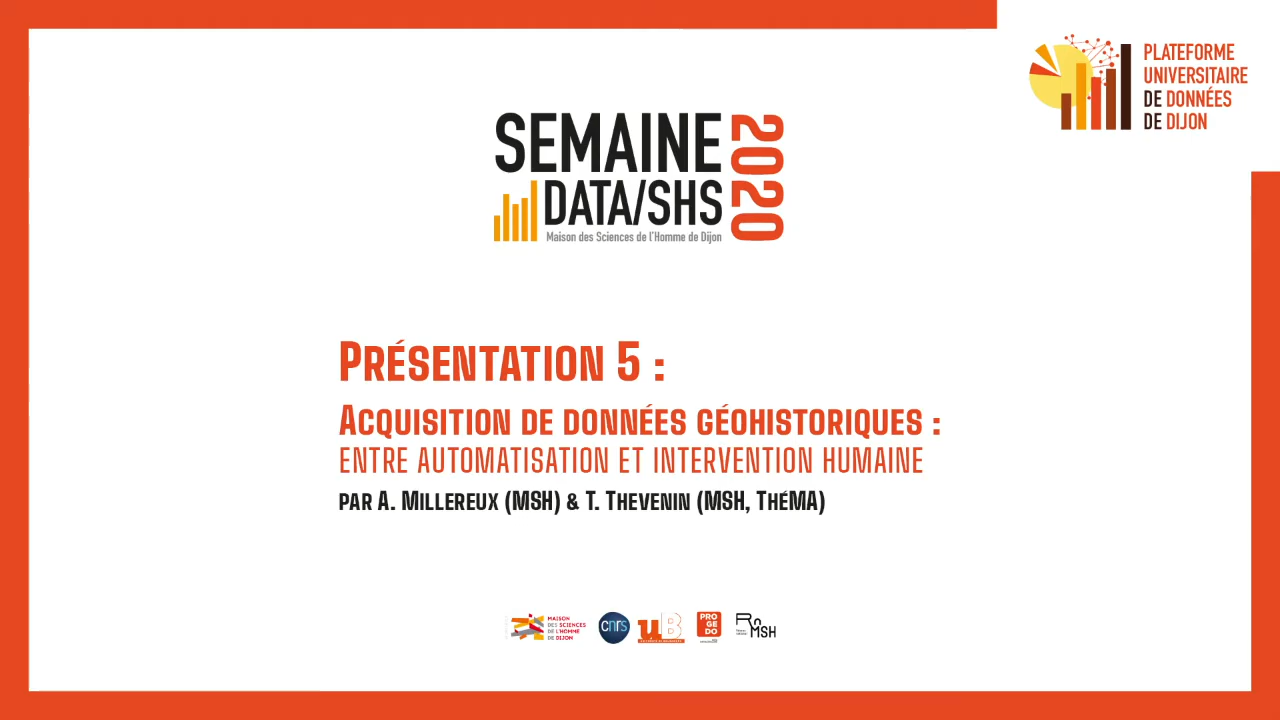 PLATEFORME
UNIVERSITAIRE
DE DONNÉES
DE DIJON
SEMAINE
DATA/SHS
2020
Maison des Sciences de l'Homme de Dijon
PRÉSENTATION 5 :
ACQUISITION DE DONNÉES GÉOHISTORIQUES :
ENTRE AUTOMATISATION ET INTERVENTION HUMAINE
PAR A. MILLEREUX (MSH) & T. THEVENIN (MSH, THÉMA)
MAISON
DES SCIENCES
DE L'HOMME
DE DIJON
cnrs
uB
PRO
GE
DO
RnMSH